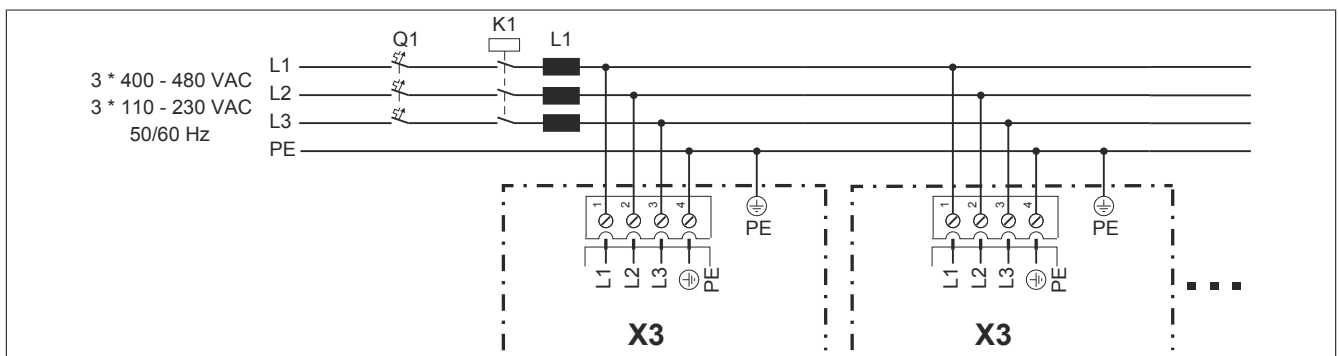 Q1 K1 L1
3 * 400 - 480 VAC
3 * 110 - 230 VAC
50/60 Hz
L1
L2
L3
PE
1 2 3 4
PE
L1 L2 L3 PE
X3
1 2 3 4
PE
L1 L2 L3 PE
X3